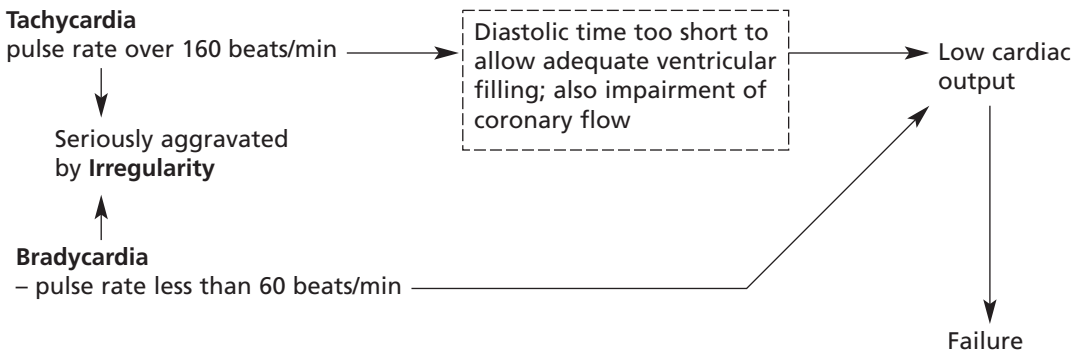 Tachycardia
pulse rate over 160 beats/min
Diastolic time too short to
allow adequate ventricular
filling; also impairment of
coronary flow
Low cardiac
output
Seriously aggravated
by Irregularity
Bradycardia
– pulse rate less than 60 beats/min
Failure